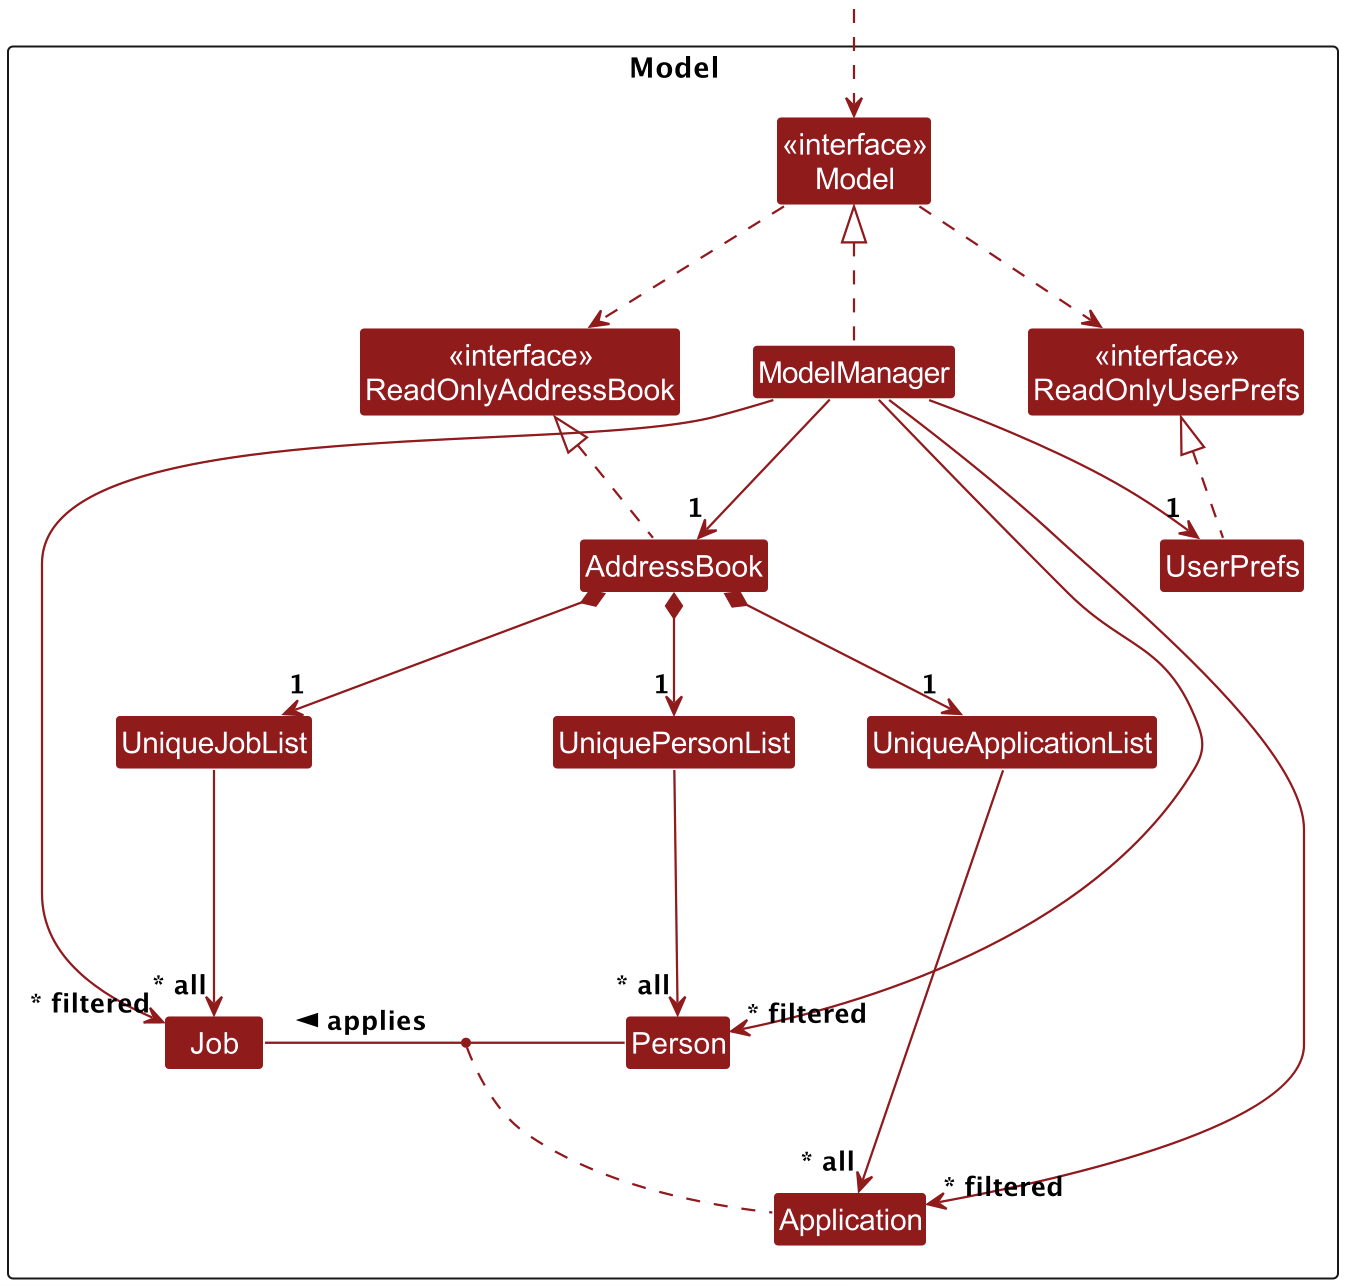 Model
«interface»
Model
«interface»
ReadOnlyAddressBook
ModelManager
«interface»
ReadOnlyUserPrefs
1
1
AddressBook
UserPrefs
1
1
1
UniqueJobList
UniquePersonList
UniqueApplicationList
* filtered
* all
* all
* filtered
◄ applies
Job
Person
* all
* filtered
Application